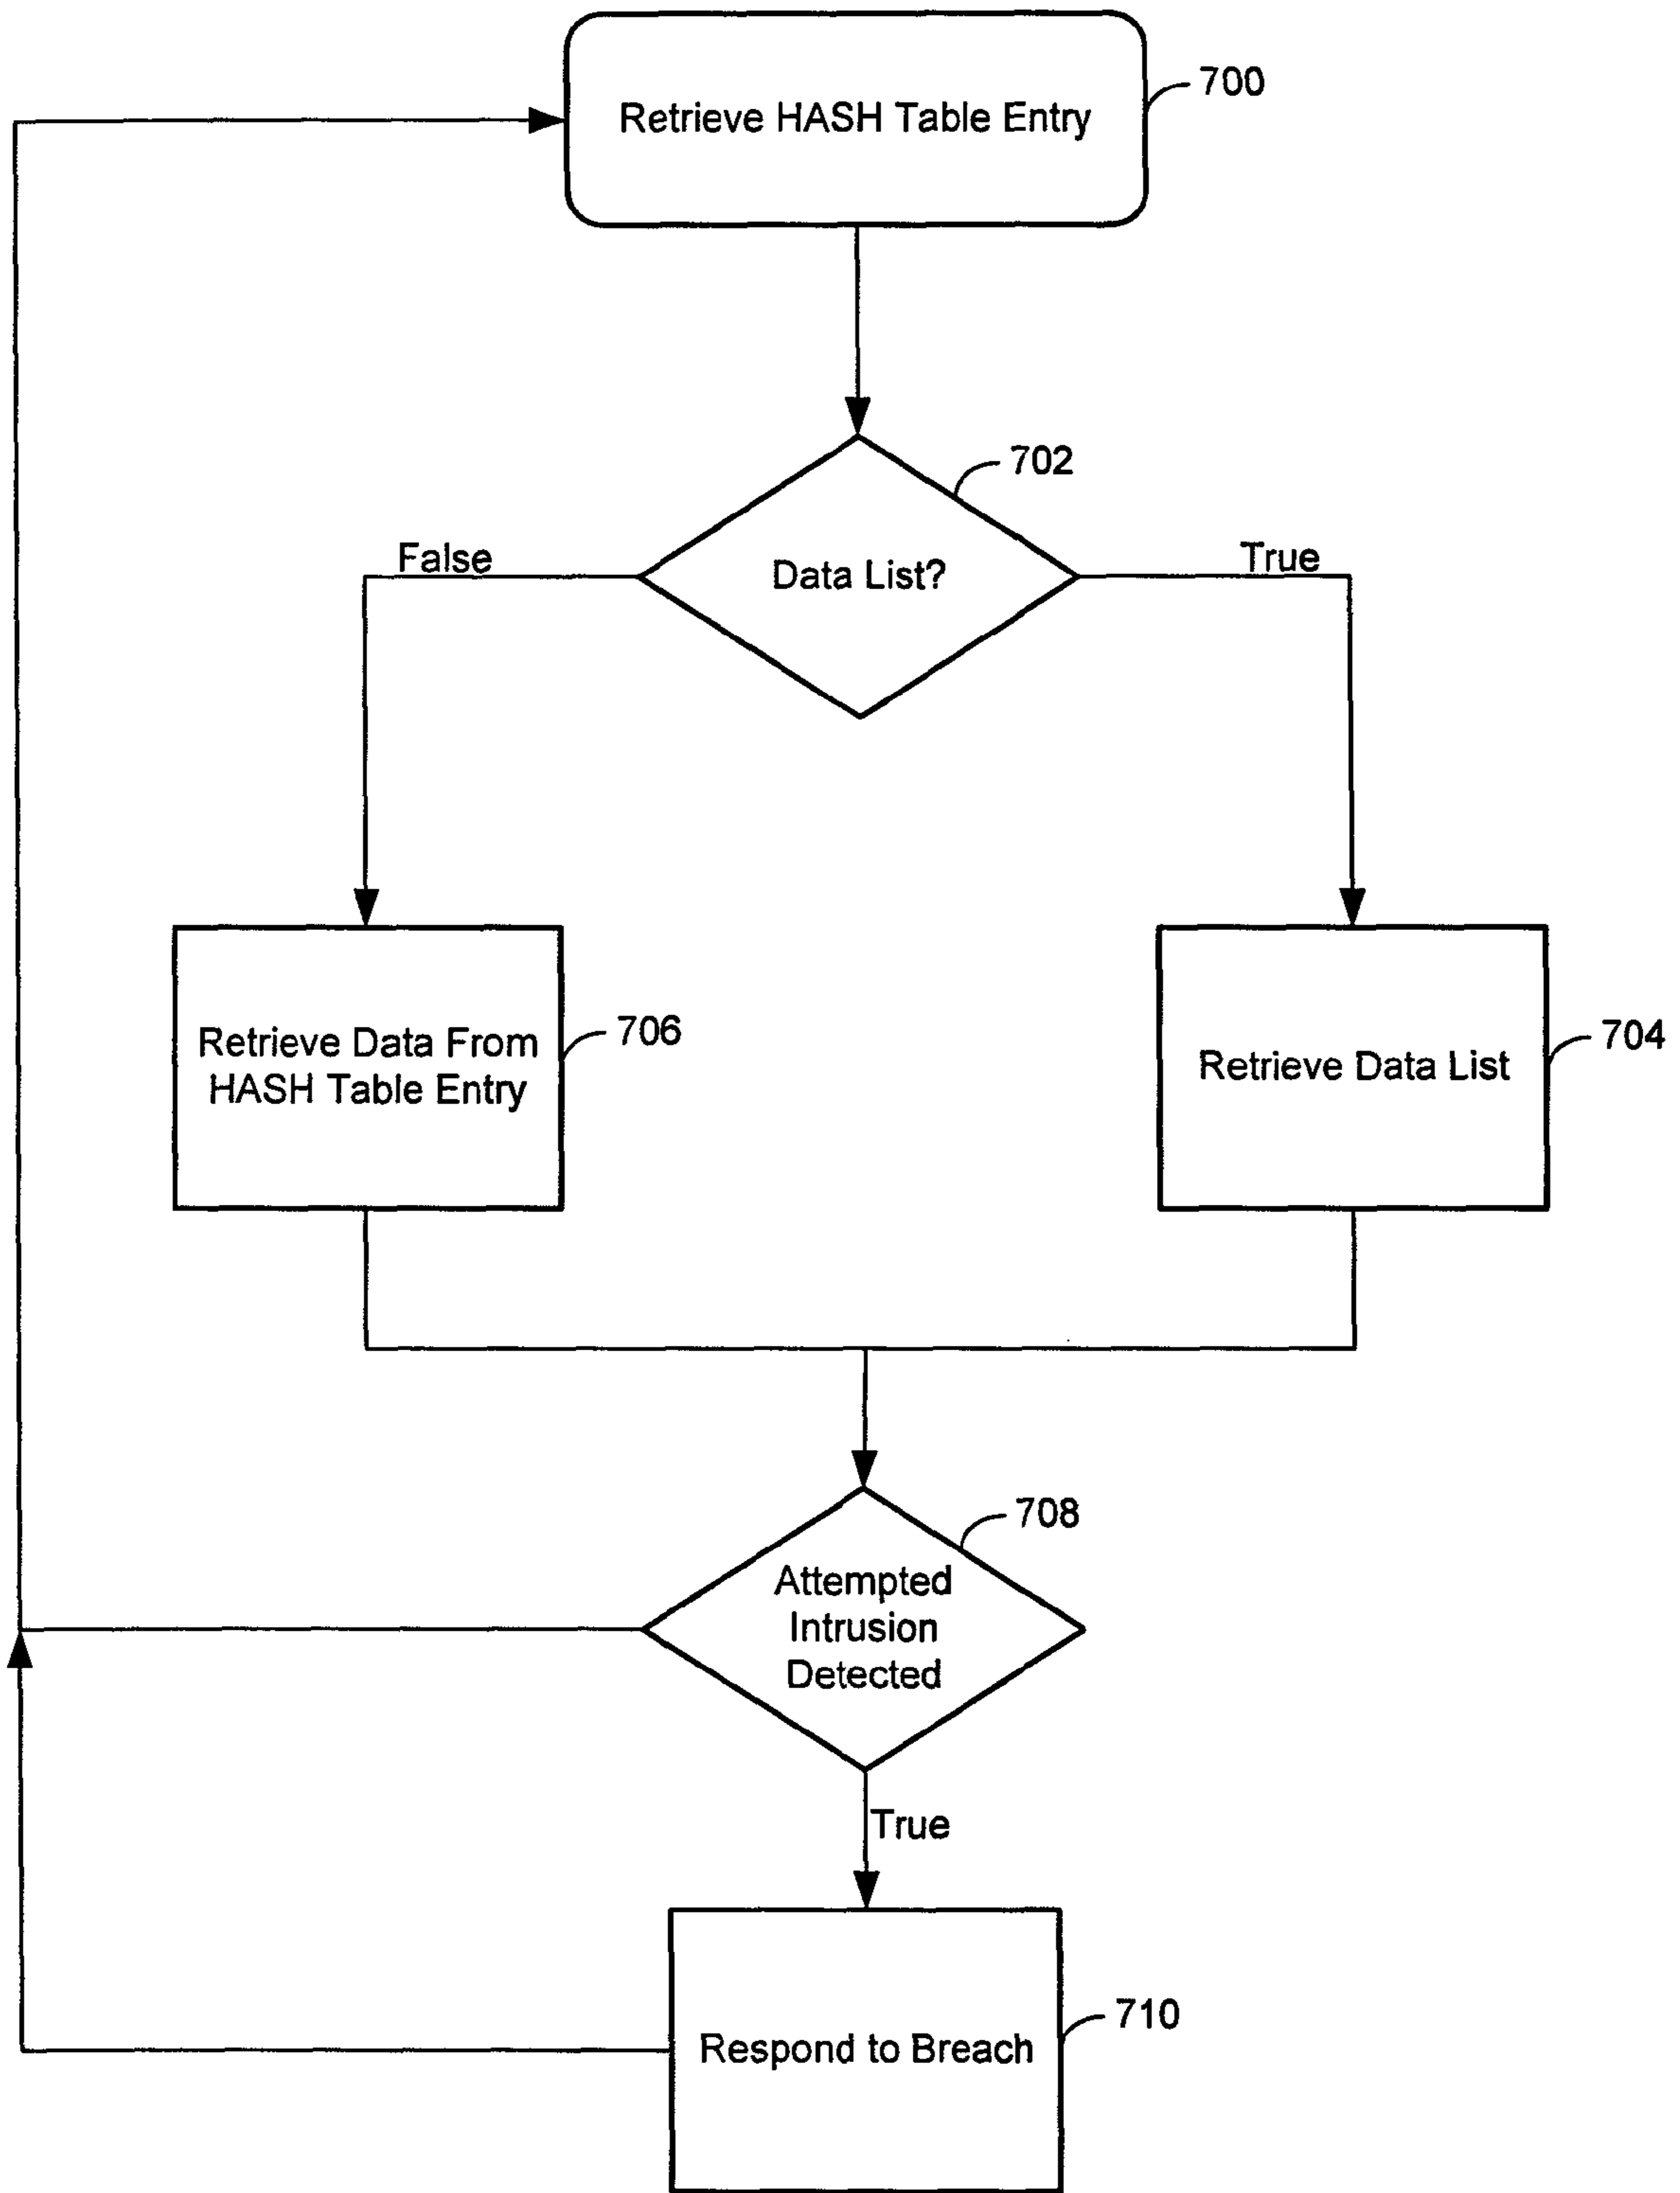 Retrieve HASH Table Entry
700
702
Data List?
False
True
Retrieve Data From
HASH Table Entry
706
Retrieve Data List
704
708
Attempted
Intrusion
Detected
True
Respond to Breach
710